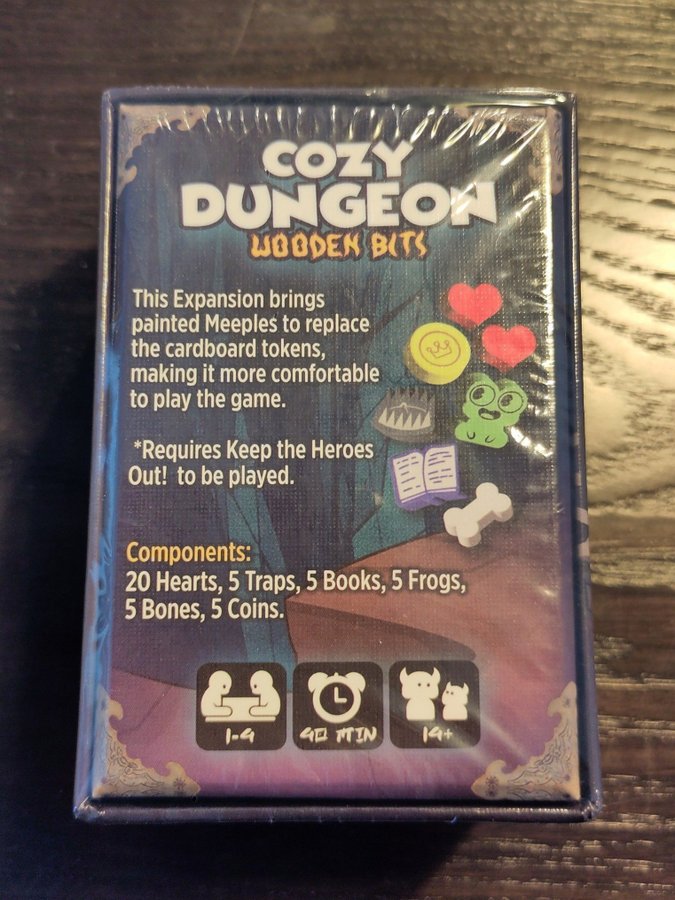 COZY
DUNGEON
WOODEN BITS
This Expansion brings
painted Meeples to replace
the cardboard tokens,
making it more comfortable
to play the game.
*Requires Keep the Heroes
Out! to be played.
Components:
20 Hearts, 5 Traps, 5 Books, 5 Frogs,
5 Bones, 5 Coins.
1-4
40 MIN
14+